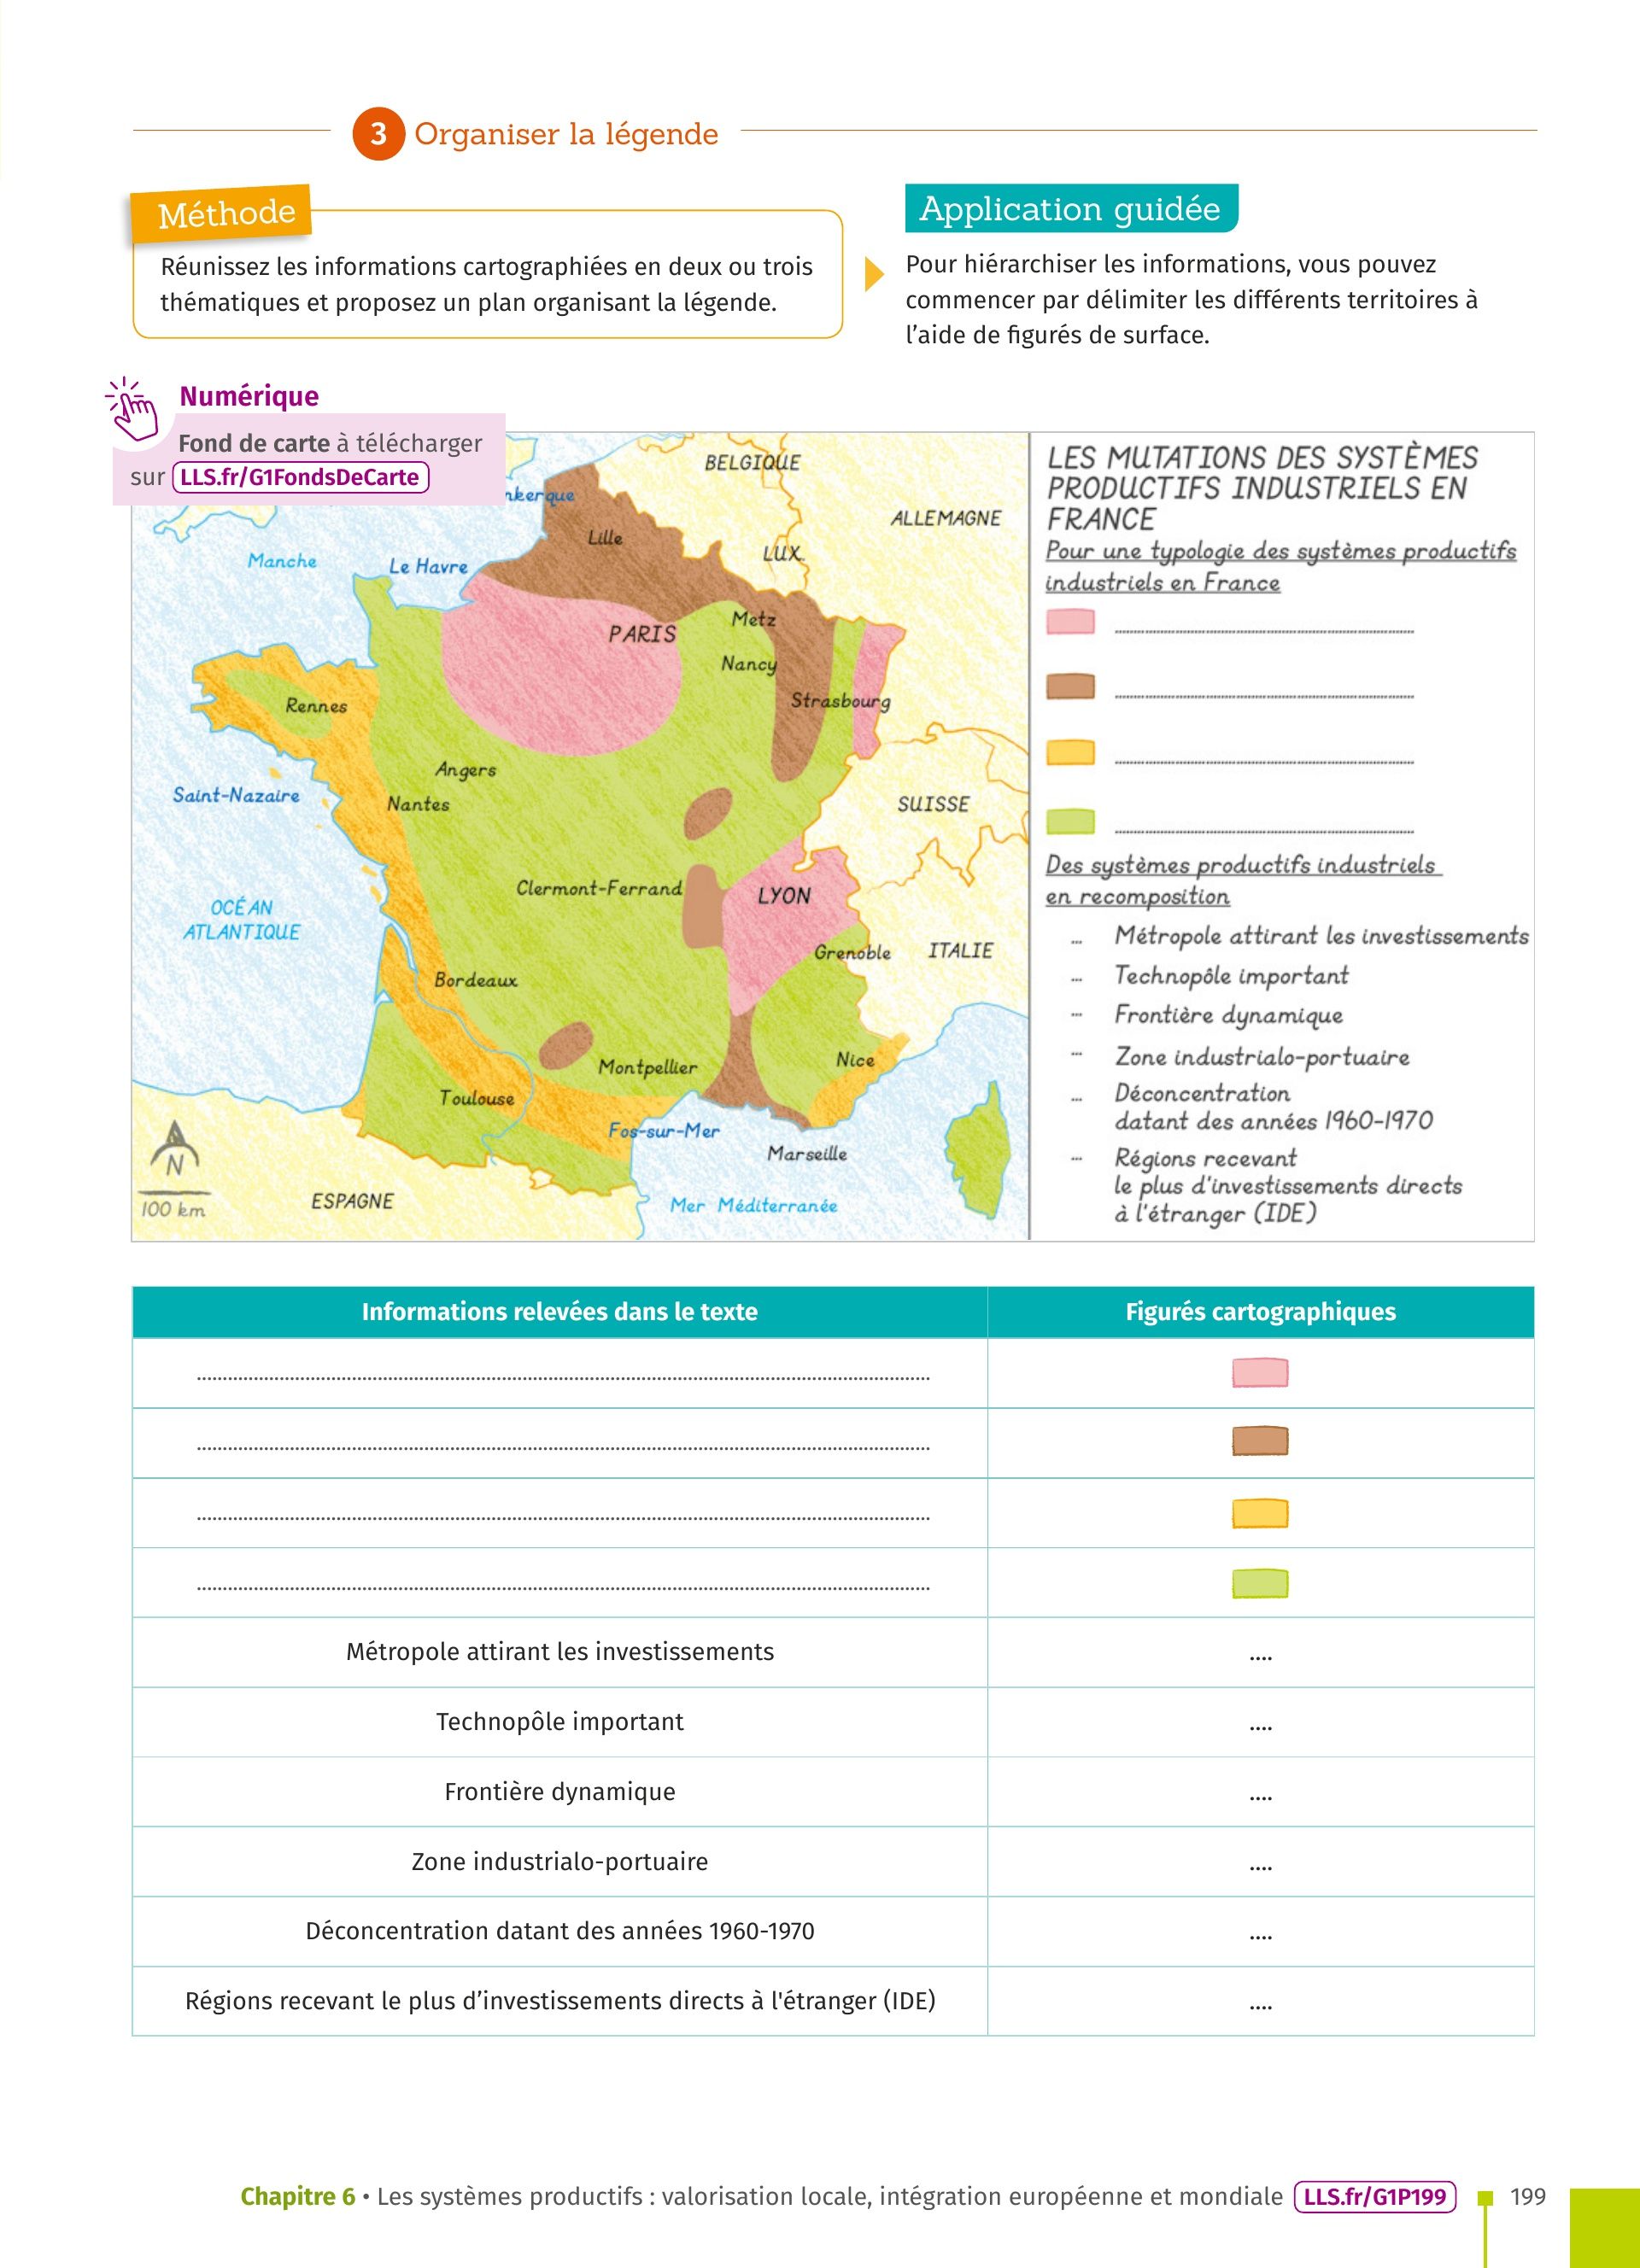 3 Organiser la légende
Méthode
Réunissez les informations cartographiées en deux ou trois
thématiques et proposez un plan organisant la légende.
Application guidée
Pour hiérarchiser les informations, vous pouvez
commencer par délimiter les différents territoires à
l’aide de figurés de surface.
Numérique
Fond de carte à télécharger
sur LLS.fr/G1FondsDeCarte
nkerque
BELGIQUE
ALLEMAGNE
Lille
LUX.
Manche
Le Havre
Metz
PARIS
Nancy
Strasbourg
Rennes
Angers
Saint-Nazaire
Nantes
SUISSE
Clermont-Ferrand
LYON
OCÉAN
ATLANTIQUE
Grenoble
ITALIE
Bordeaux
Nice
Montpellier
Toulouse
Fos-sur-Mer
Marseille
N
ESPAGNE
Mer Méditerranée
100 km
LES MUTATIONS DES SYSTÈMES
PRODUCTIFS INDUSTRIELS EN
FRANCE
Pour une typologie des systèmes productifs
industriels en France
................................................
................................................
................................................
................................................
Des systèmes productifs industriels
en recomposition
... Métropole attirant les investissements
... Technopôle important
... Frontière dynamique
... Zone industrialo-portuaire
... Déconcentration
datant des années 1960-1970
... Régions recevant
le plus d'investissements directs
à l'étranger (IDE)
Informations relevées dans le texte Figurés cartographiques
................................................
................................................
................................................
................................................
Métropole attirant les investissements ....
Technopôle important ....
Frontière dynamique ....
Zone industrialo-portuaire ....
Déconcentration datant des années 1960-1970 ....
Régions recevant le plus d’investissements directs à l'étranger (IDE) ....
Chapitre 6 • Les systèmes productifs : valorisation locale, intégration européenne et mondiale LLS.fr/G1P199 199